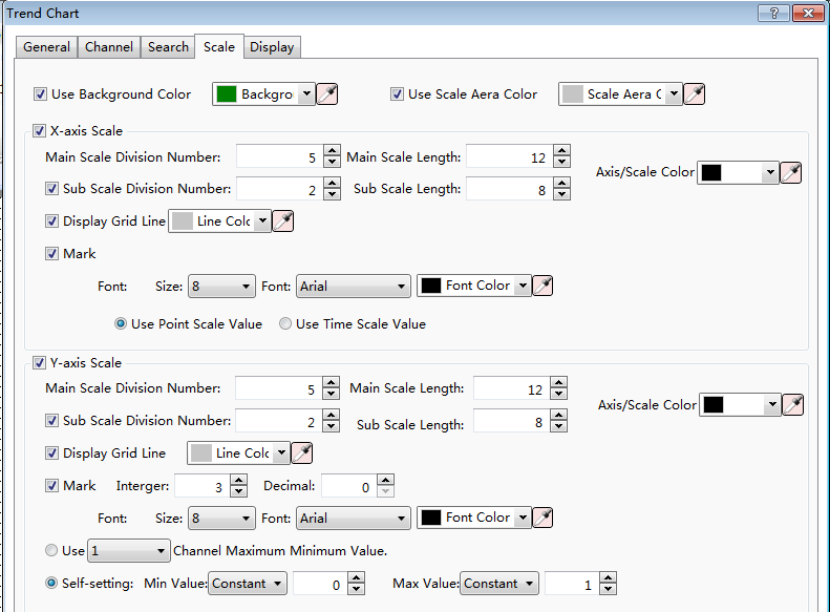 Trend Chart
General Channel Search Scale Display
Use Background Color Backgro Use Scale Aera Color Scale Aera C
X-axis Scale
Main Scale Division Number: 5 Main Scale Length: 12
Axis/Scale Color
Sub Scale Division Number: 2 Sub Scale Length: 8
Display Grid Line Line Colc
Mark
Font: Size: 8 Font: Arial Font Color
Use Point Scale Value Use Time Scale Value
Y-axis Scale
Main Scale Division Number: 5 Main Scale Length: 12
Axis/Scale Color
Sub Scale Division Number: 2 Sub Scale Length: 8
Display Grid Line Line Colc
Mark Interger: 3 Decimal: 0
Font: Size: 8 Font: Arial Font Color
Use 1 Channel Maximum Minimum Value.
Self-setting: Min Value: Constant 0 Max Value: Constant 1